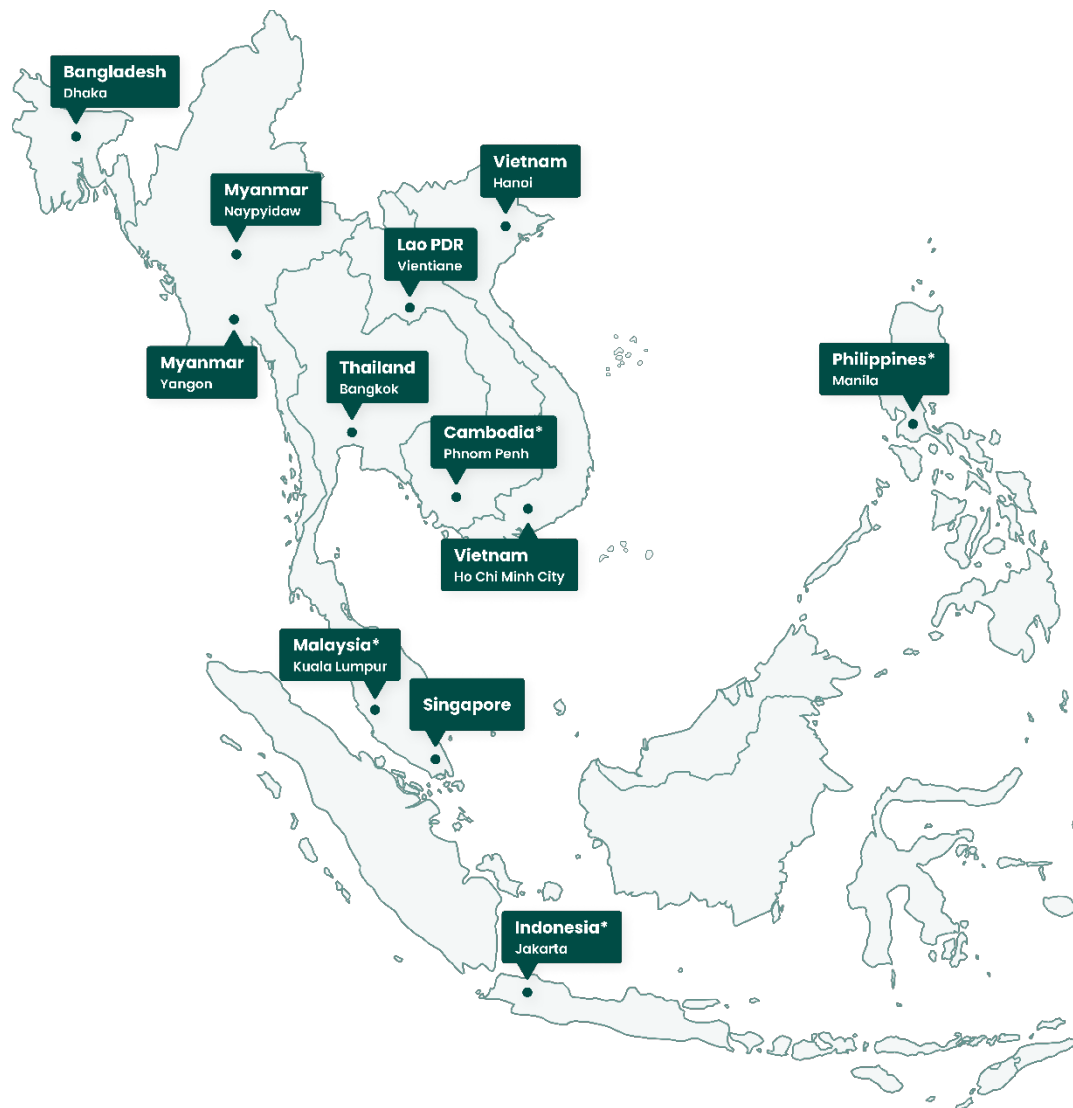 Bangladesh
Dhaka
Vietnam
Hanoi
Myanmar
Naypyidaw
Lao PDR
Vientiane
Myanmar
Yangon
Thailand
Bangkok
Philippines*
Manila
Cambodia*
Phnom Penh
Vietnam
Ho Chi Minh City
Malaysia*
Kuala Lumpur
Singapore
Indonesia*
Jakarta